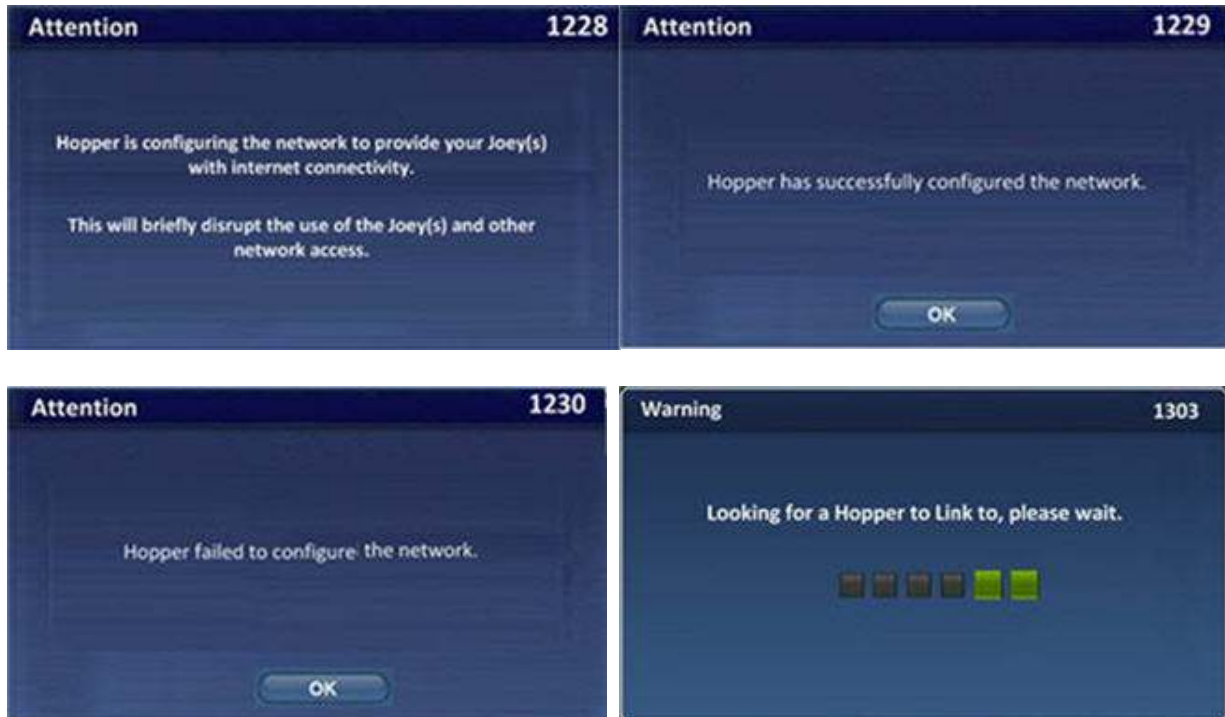 Attention 1228
Hopper is configuring the network to provide your Joey(s)
with internet connectivity.
This will briefly disrupt the use of the Joey(s) and other
network access.
Attention 1229
Hopper has successfully configured the network.
OK
Attention 1230
Hopper failed to configure the network.
OK
Warning 1303
Looking for a Hopper to Link to, please wait.